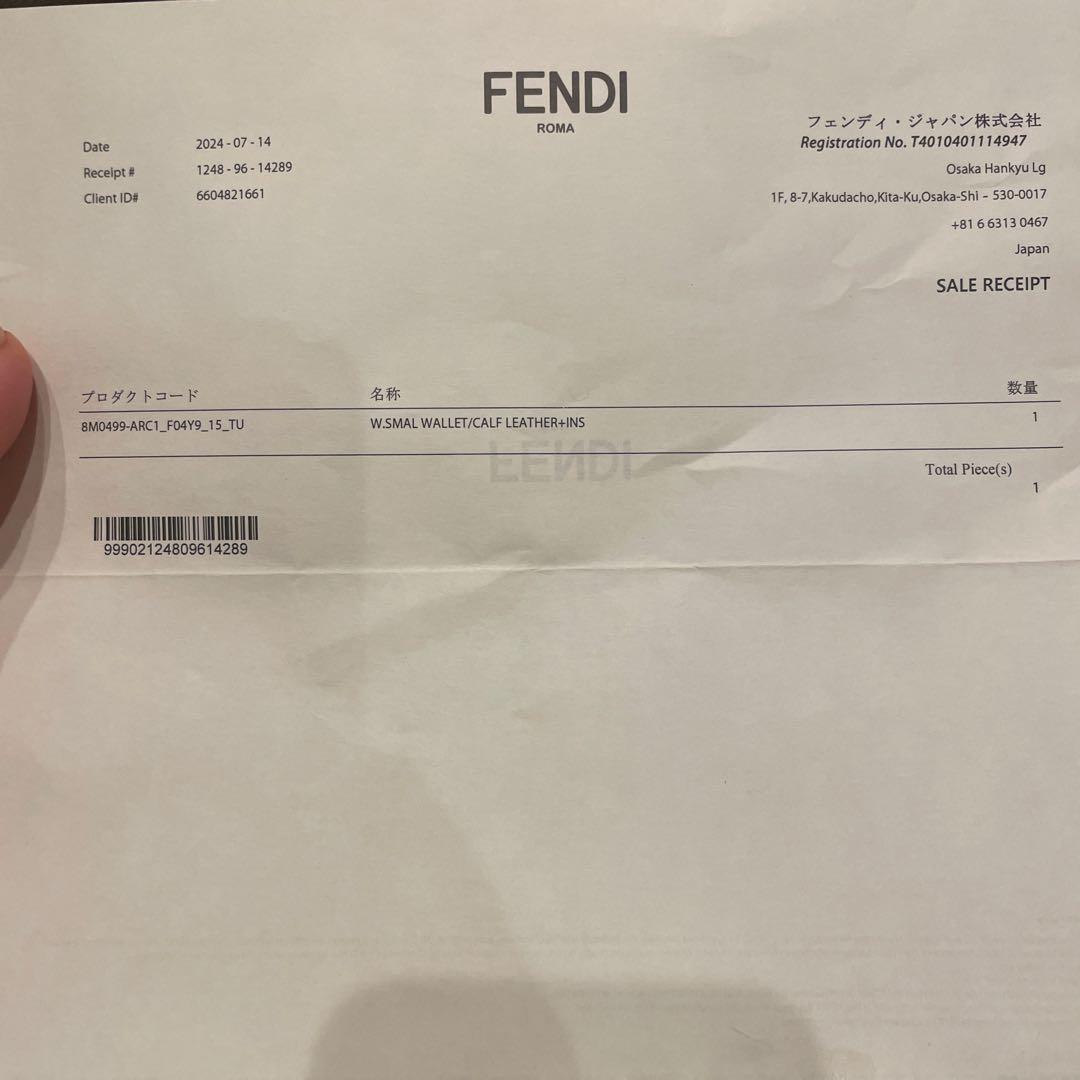 FENDI
ROMA
Date 2024 - 07 - 14
Receipt # 1248 - 96 - 14289
Client ID# 6604821661
フェンディ・ジャパン株式会社
Registration No. T4010401114947
Osaka Hankyu Lg
1F, 8-7,Kakudacho,Kita-Ku,Osaka-Shi – 530-0017
+81 6 6313 0467
Japan
SALE RECEIPT
プロダクトコード 名称 数量
8M0499-ARC1_F04Y9_15_TU W.SMAL WALLET/CALF LEATHER+INS 1
FENDI
Total Piece(s)
1
99902124809614289